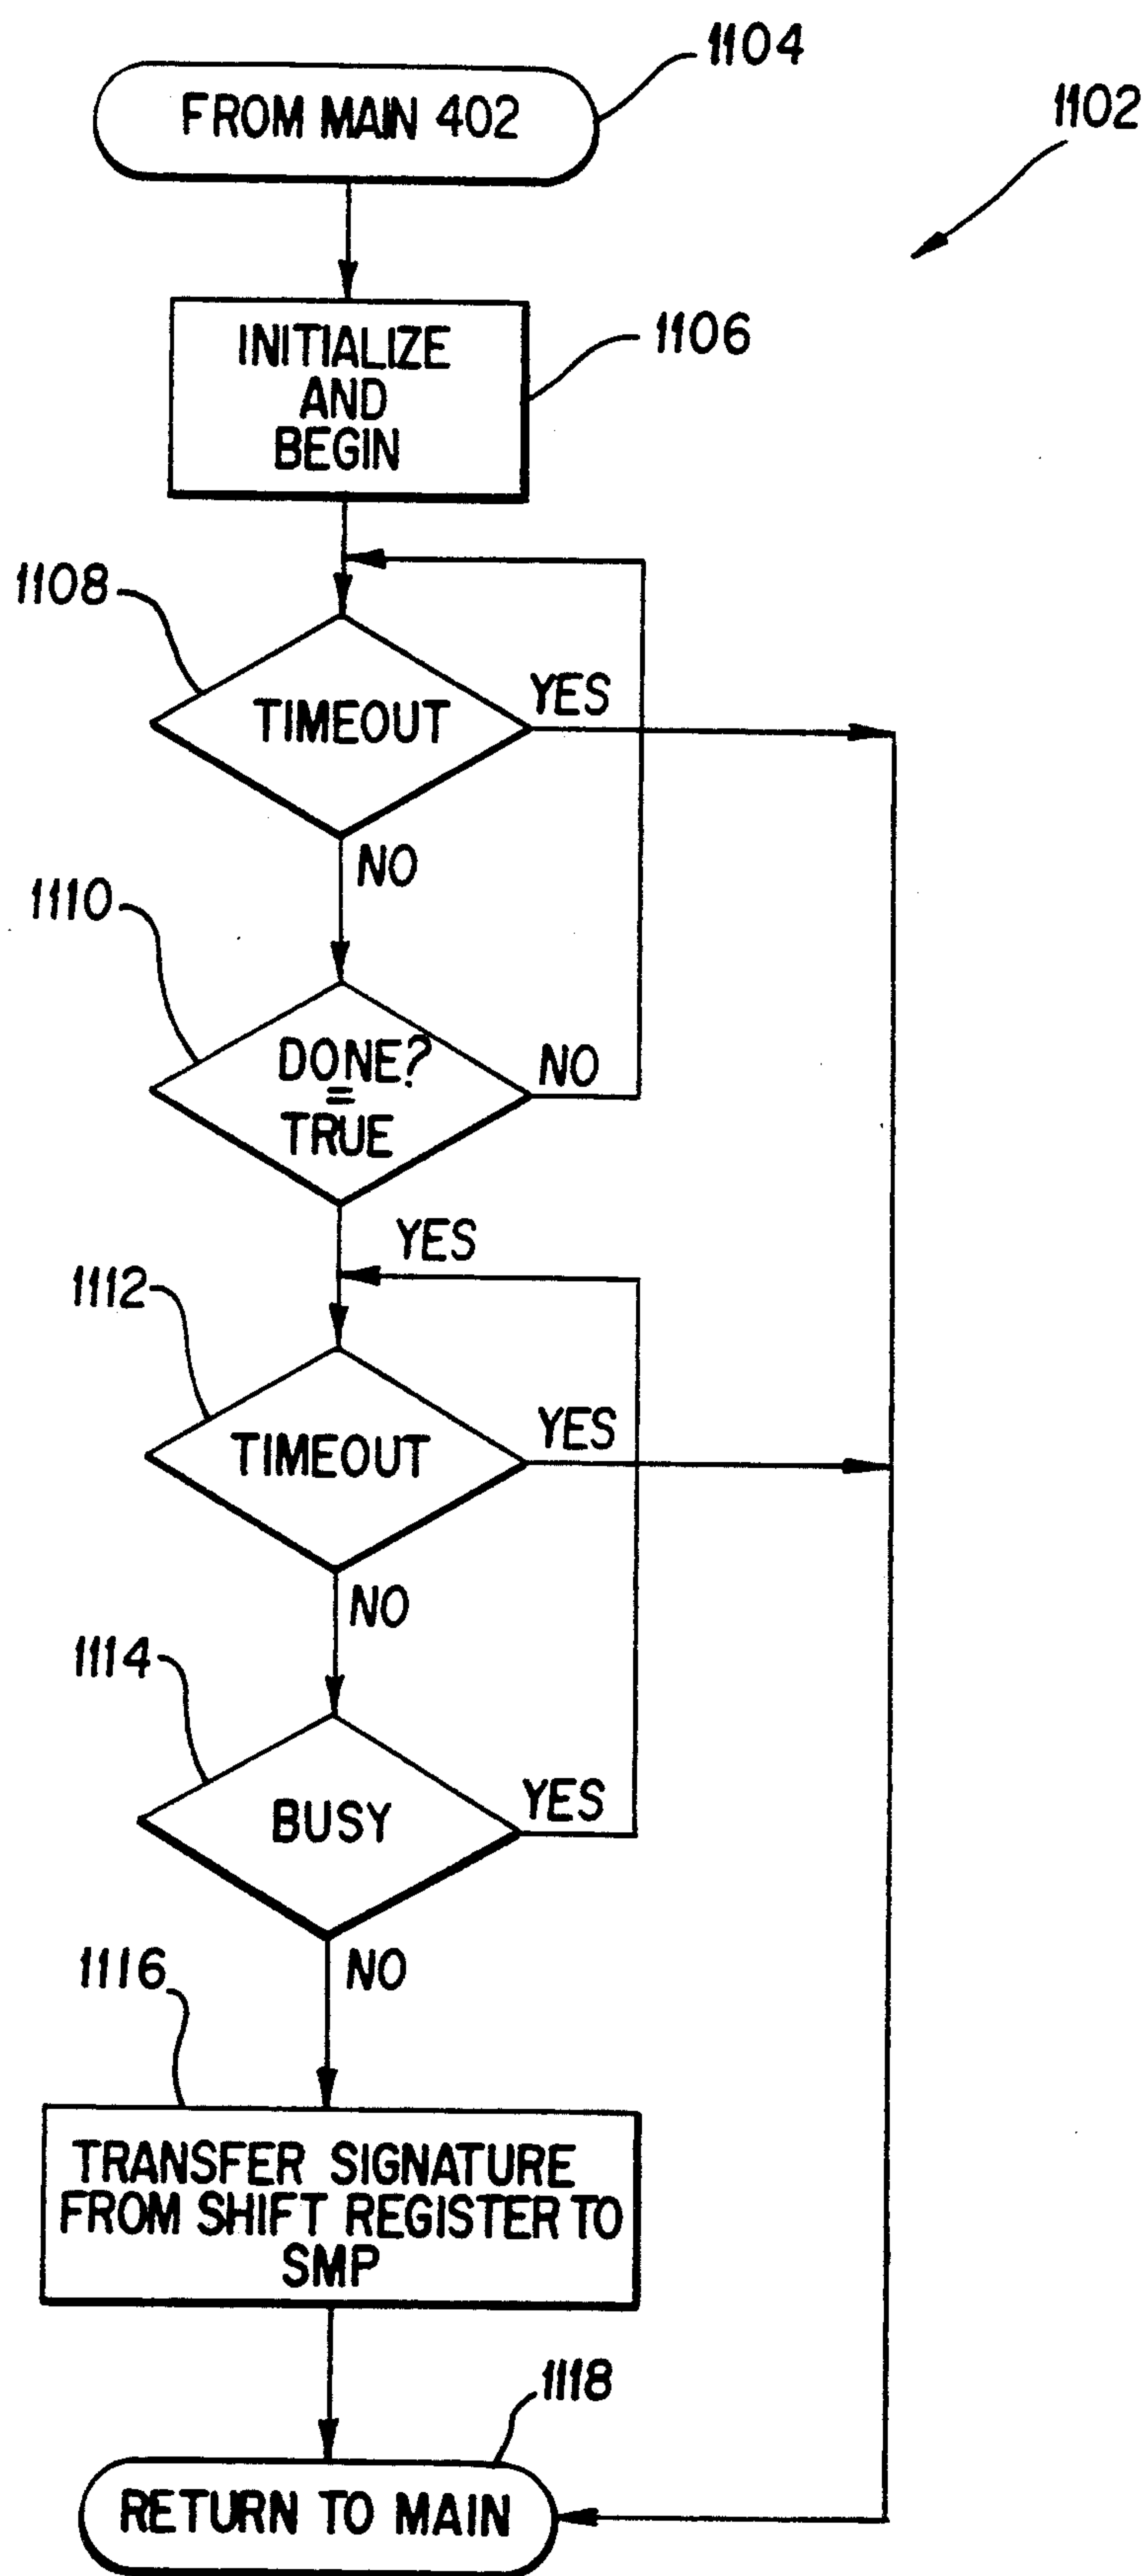 1104
FROM MAIN 402
1102
INITIALIZE
AND
BEGIN
1106
1108
TIMEOUT
YES
NO
1110
DONE?
=
TRUE
NO
YES
1112
TIMEOUT
YES
NO
1114
BUSY
YES
NO
1116
TRANSFER SIGNATURE
FROM SHIFT REGISTER TO
SMP
1118
RETURN TO MAIN